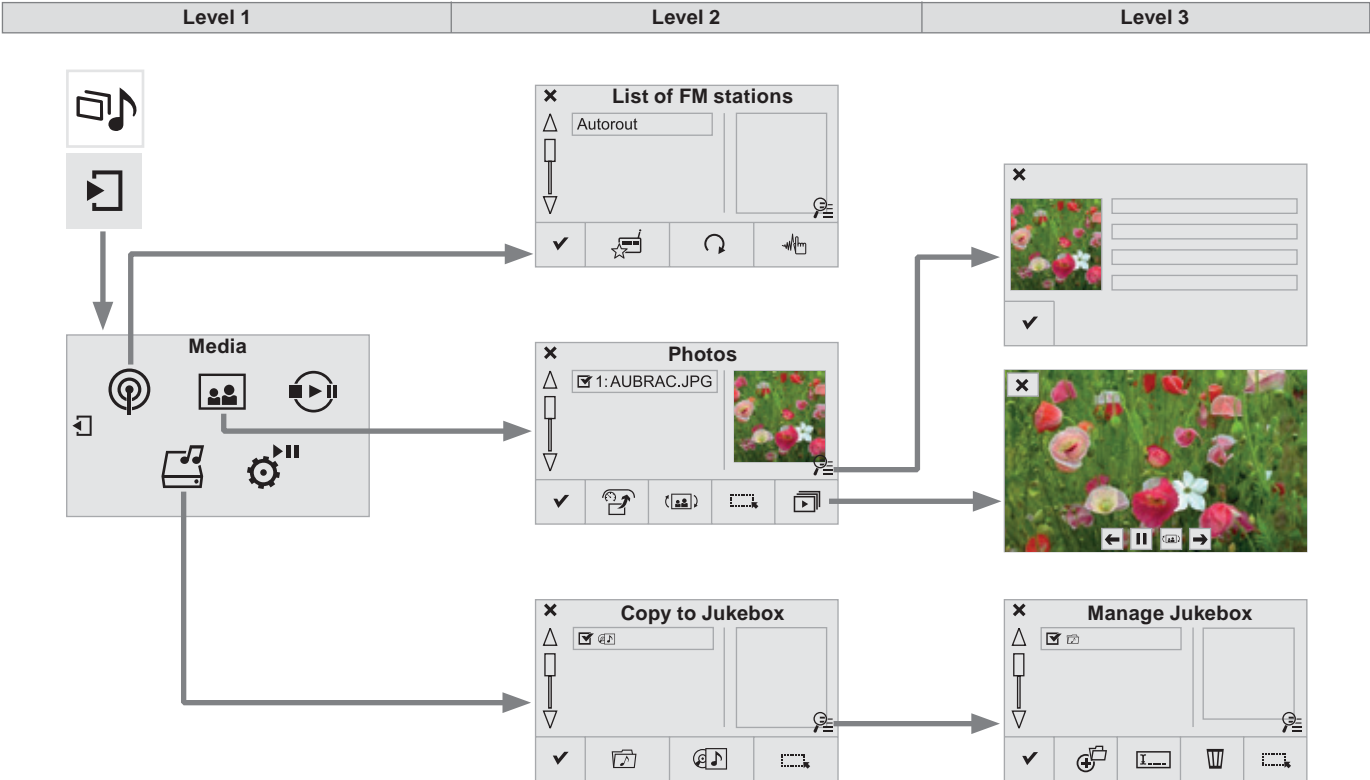 Level 1
Level 2
Level 3
List of FM stations
Autorout
Media
Photos
1: AUBRAC.JPG
Copy to Jukebox
Manage Jukebox